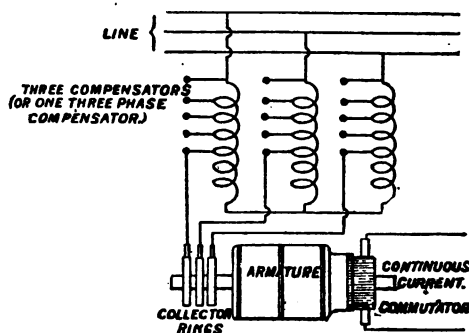 LINE
THREE COMPENSATORS
(OR ONE THREE PHASE
COMPENSATOR.)
ARMATURE
CONTINUOUS
CURRENT.
COMMUTATOR
COLLECTOR
RINGS